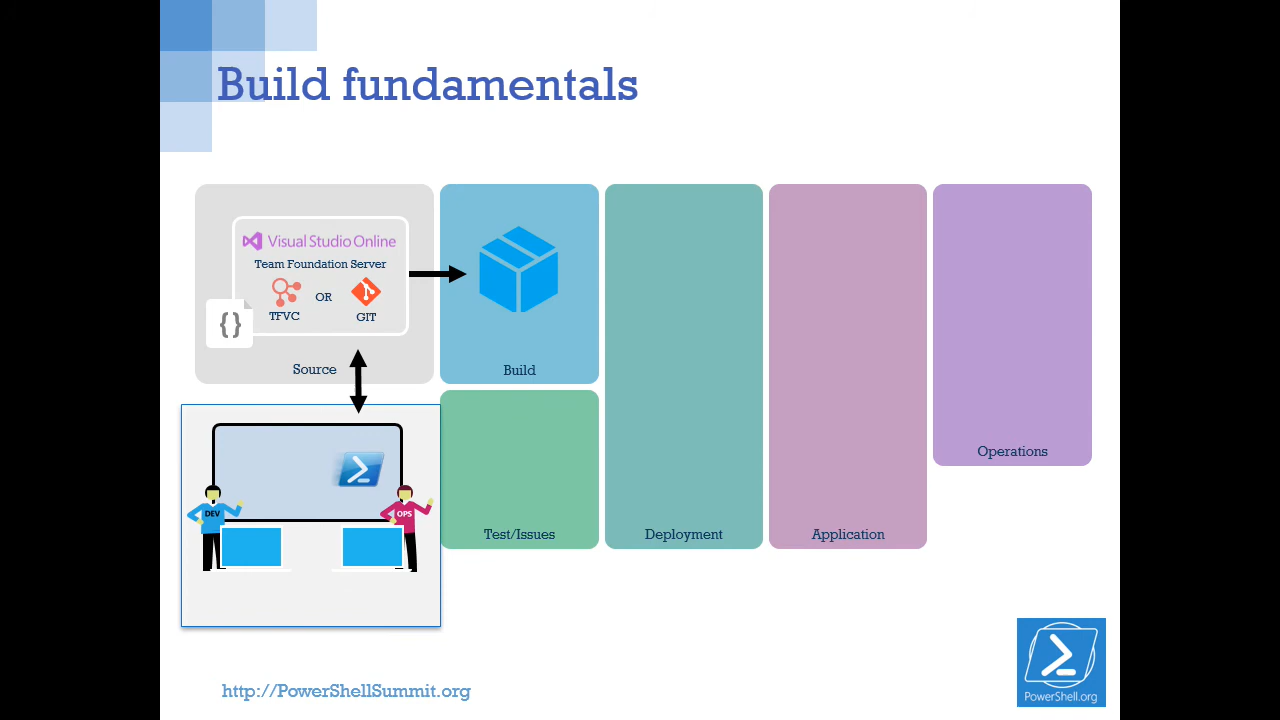 Build fundamentals
Visual Studio Online
Team Foundation Server
OR
TFVC
GIT
{}
Source
Build
Operations
DEV
OPS
Test/Issues
Deployment
Application
http://PowerShellSummit.org
PowerShell.org